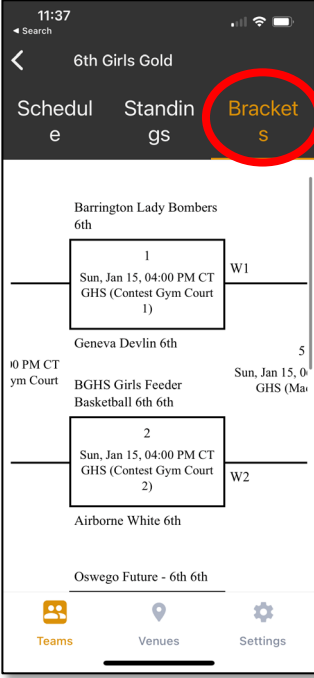 11:37
◄ Search
6th Girls Gold
Schedul
e
Standin
gs
Bracket
s
Barrington Lady Bombers
6th
1
Sun, Jan 15, 04:00 PM CT
GHS (Contest Gym Court
1)
W1
Geneva Devlin 6th
0 PM CT
ym Court
5
Sun, Jan 15, 0
GHS (Ma
BGHS Girls Feeder
Basketball 6th 6th
2
Sun, Jan 15, 04:00 PM CT
GHS (Contest Gym Court
2)
W2
Airborne White 6th
Oswego Future - 6th 6th
Teams
Venues
Settings